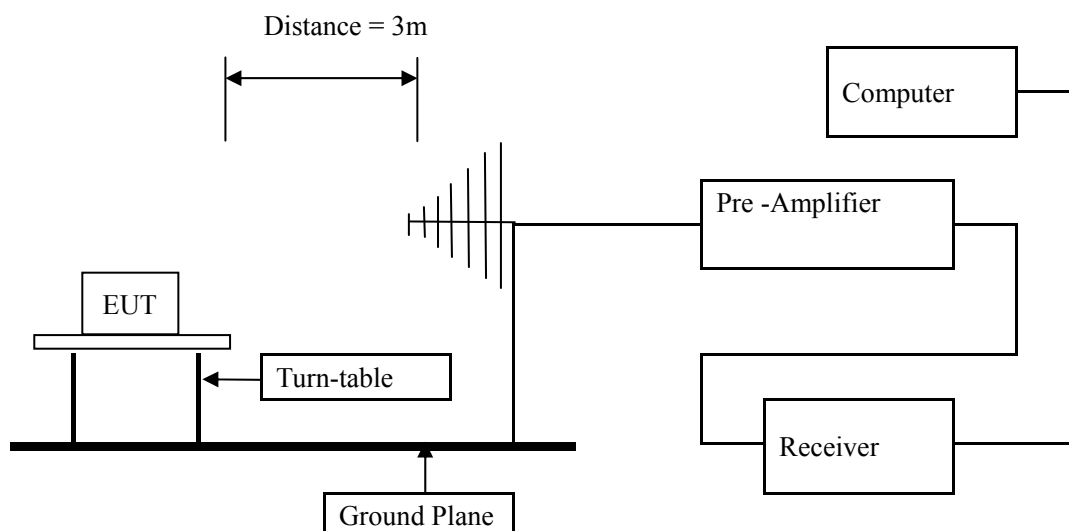 Distance = 3m
Computer
Pre -Amplifier
EUT
Turn-table
Receiver
Ground Plane